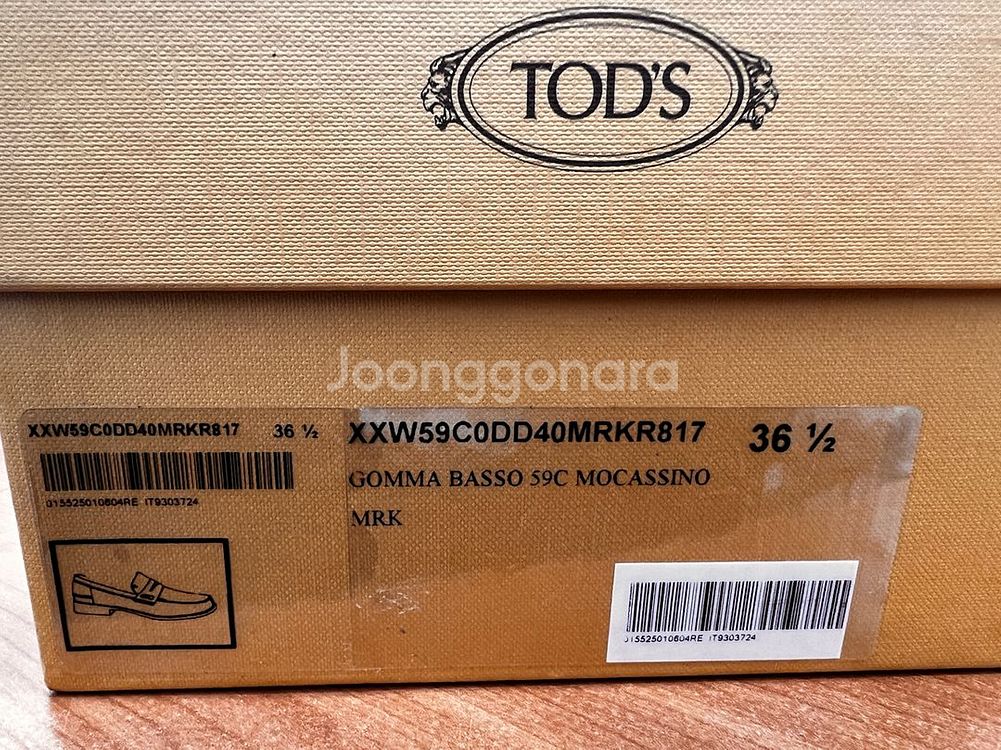 TOD'S
Joonggonara
XXW59C0DD40MRKR817 36 ½
015525010604RE IT9303724
XXW59C0DD40MRKR817 36 ½
GOMMA BASSO 59C MOCASSINO
MRK
015525010604RE IT9303724